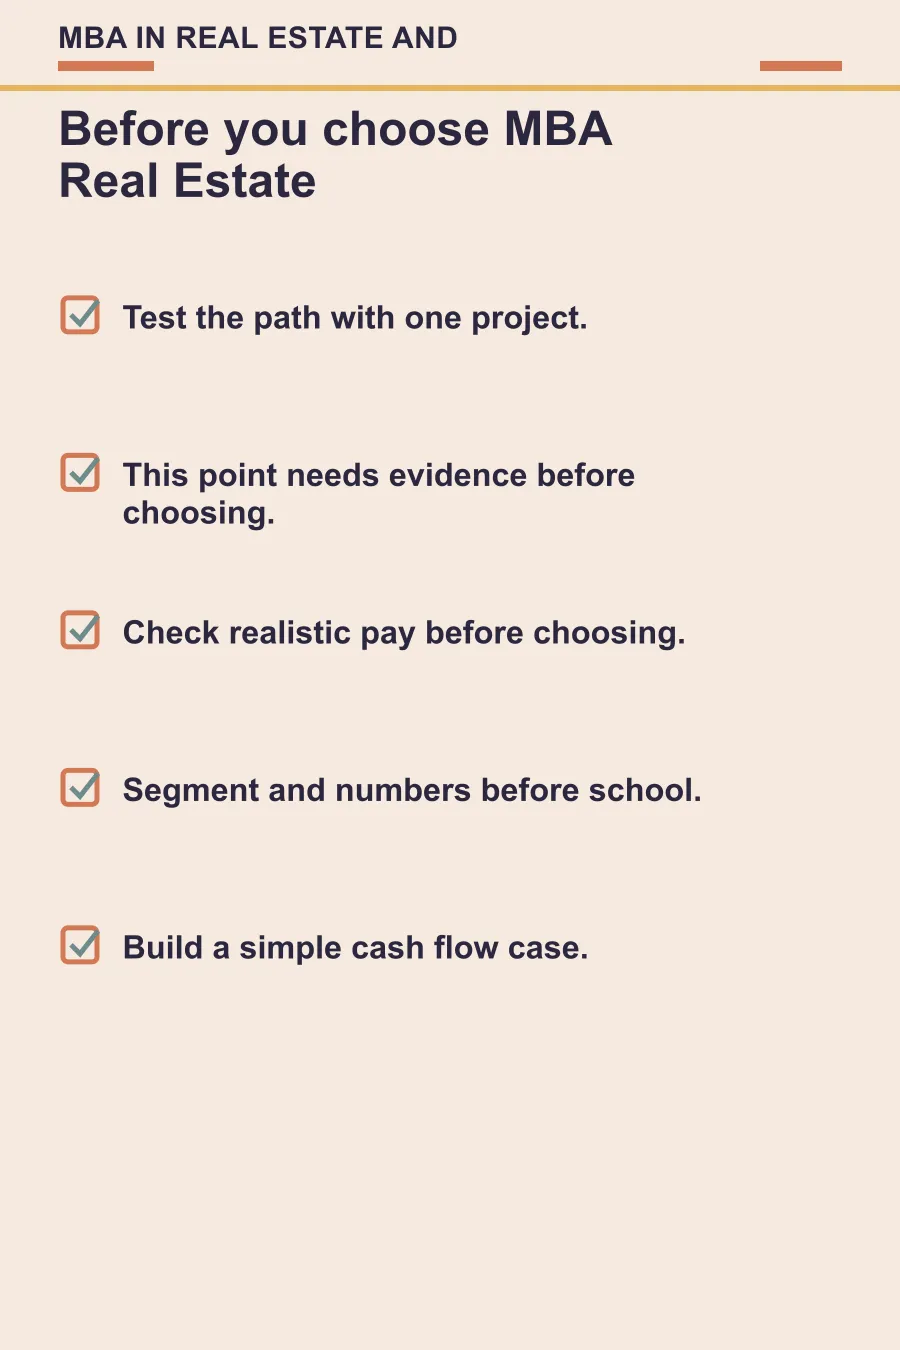 MBA IN REAL ESTATE AND
Before you choose MBA
Real Estate
Test the path with one project.
This point needs evidence before
choosing.
Check realistic pay before choosing.
Segment and numbers before school.
Build a simple cash flow case.